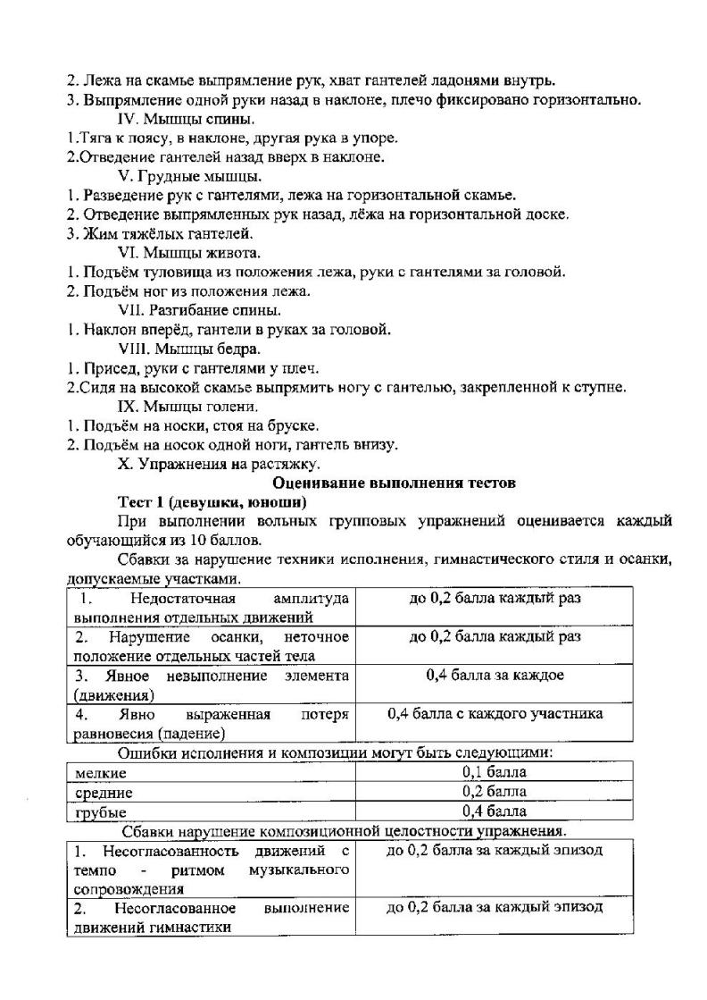 2. Лежа на скамье выпрямление рук, хват гантелей ладонями внутрь.
3. Выпрямление одной руки назад в наклоне, плечо фиксировано горизонтально.
IV. Мышцы спины.
1.Тяга к поясу, в наклоне, другая рука в упоре.
2.Отведение гантелей назад вверх в наклоне.
V. Грудные мышцы.
1. Разведение рук с гантелями, лежа на горизонтальной скамье.
2. Отведение выпрямленных рук назад, лёжа на горизонтальной доске.
3. Жим тяжёлых гантелей.
VI. Мышцы живота.
1. Подъём туловища из положения лежа, руки с гантелями за головой.
2. Подъём ног из положения лежа.
VII. Разгибание спины.
1. Наклон вперёд, гантели в руках за головой.
VIII. Мышцы бедра.
1. Присед, руки с гантелями у плеч.
2.Сидя на высокой скамье выпрямить ногу с гантелью, закрепленной к ступне.
IX. Мышцы голени.
1. Подъём на носки, стоя на бруске.
2. Подъём на носок одной ноги, гантель внизу.
X. Упражнения на растяжку.
Оценивание выполнения тестов
Тест 1 (девушки, юноши)
При выполнении вольных групповых упражнений оценивается каждый
обучающийся из 10 баллов.
Сбавки за нарушение техники исполнения, гимнастического стиля и осанки,
допускаемые участками.
1. Недостаточная амплитуда до 0,2 балла каждый раз
выполнения отдельных движений
2. Нарушение осанки, неточное до 0,2 балла каждый раз
положение отдельных частей тела
3. Явное невыполнение элемента 0,4 балла за каждое
(движения)
4. Явно выраженная потеря 0,4 балла с каждого участника
равновесия (падение)
Ошибки исполнения и композиции могут быть следующими:
мелкие 0,1 балла
средние 0,2 балла
грубые 0,4 балла
Сбавки нарушение композиционной целостности упражнения.
1. Несогласованность движений с до 0,2 балла за каждый эпизод
темпо - ритмом музыкального
сопровождения
2. Несогласованное выполнение до 0,2 балла за каждый эпизод
движений гимнастики